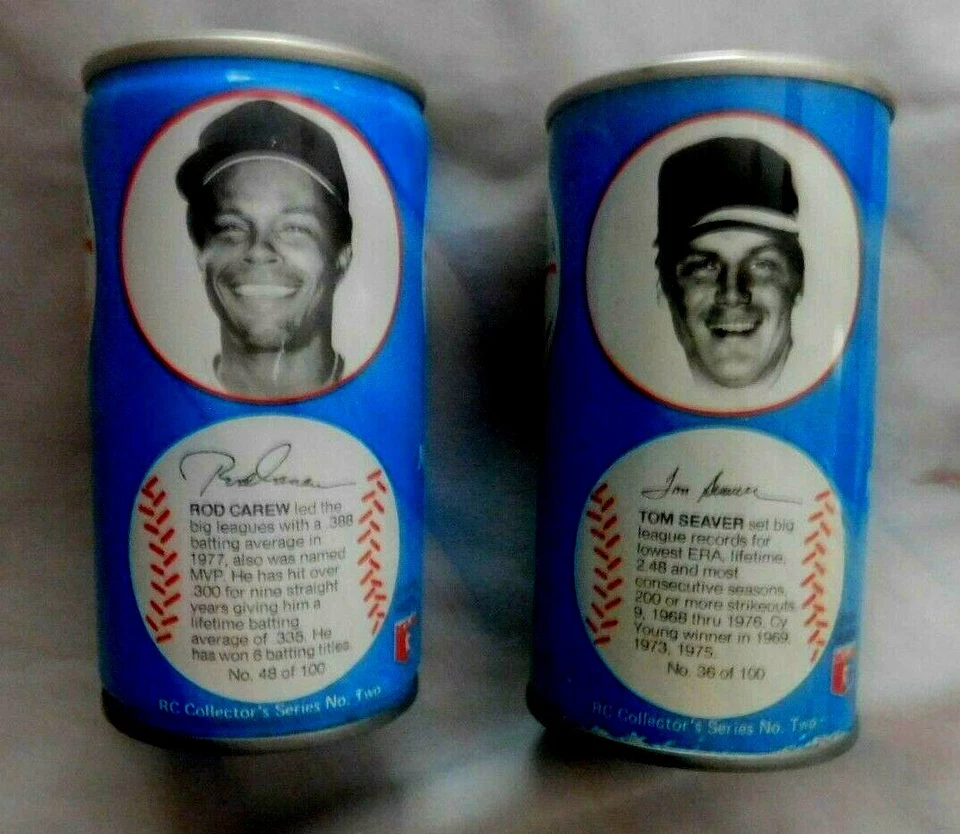 Rod Carew
ROD CAREW led the
big leagues with a .388
batting average in
1977, also was named
MVP. He has hit over
.300 for nine straight
years giving him a
lifetime batting
average of .335. He
has won 6 batting titles.
No. 48 of 100
RC Collector's Series No. Two
Tom Seaver
TOM SEAVER set big
league records for
lowest ERA, lifetime,
2.48 and most
consecutive seasons,
200 or more strikeouts,
9, 1968 thru 1976. Cy
Young winner in 1969,
1973, 1975.
No. 36 of 100
RC Collector's Series No. Two